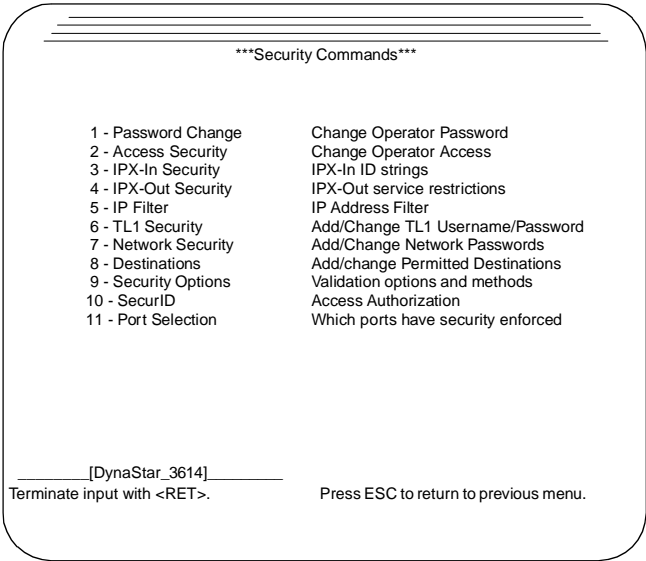 ***Security Commands***
1 - Password Change Change Operator Password
2 - Access Security Change Operator Access
3 - IPX-In Security IPX-In ID strings
4 - IPX-Out Security IPX-Out service restrictions
5 - IP Filter IP Address Filter
6 - TL1 Security Add/Change TL1 Username/Password
7 - Network Security Add/Change Network Passwords
8 - Destinations Add/change Permitted Destinations
9 - Security Options Validation options and methods
10 - SecurID Access Authorization
11 - Port Selection Which ports have security enforced
_________[DynaStar_3614]_________
Terminate input with <RET>. Press ESC to return to previous menu.